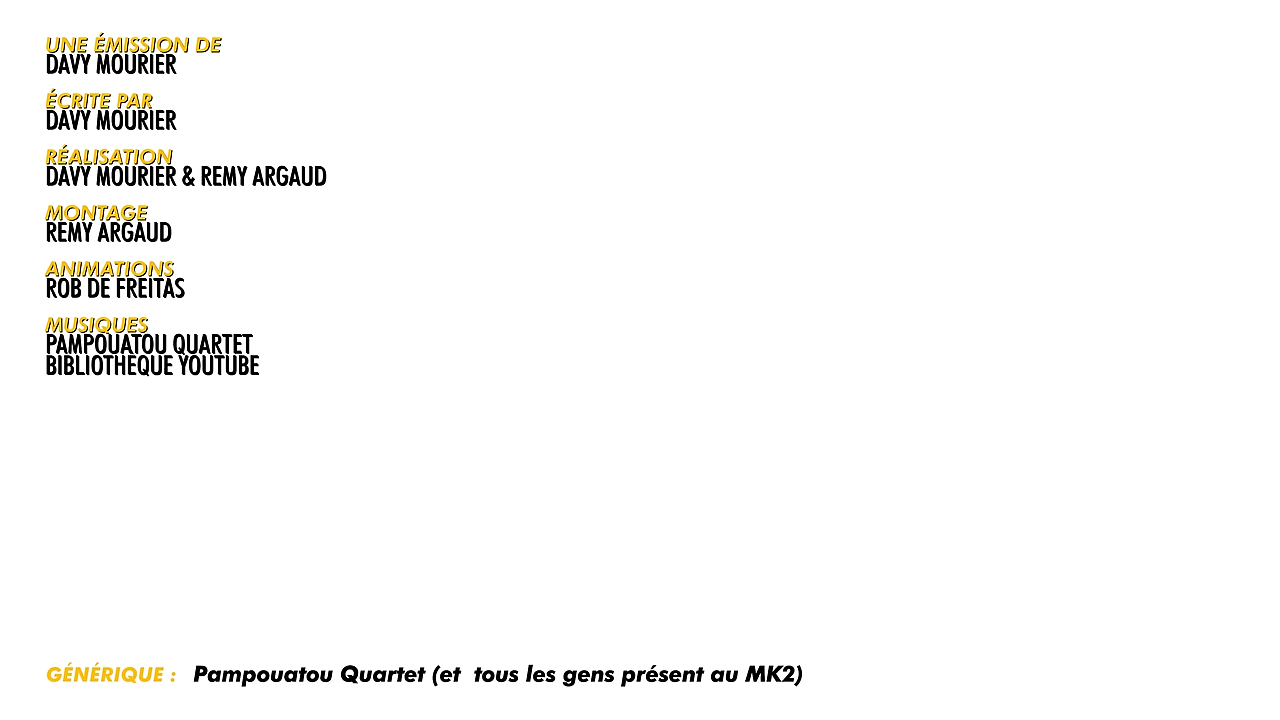 UNE ÉMISSION DE
DAVY MOURIER
ÉCRITE PAR
DAVY MOURIER
RÉALISATION
DAVY MOURIER & REMY ARGAUD
MONTAGE
REMY ARGAUD
ANIMATIONS
ROB DE FREITAS
MUSIQUES
PAMPOUATOU QUARTET
BIBLIOTHEQUE YOUTUBE
GÉNÉRIQUE : Pampouatou Quartet (et tous les gens présent au MK2)